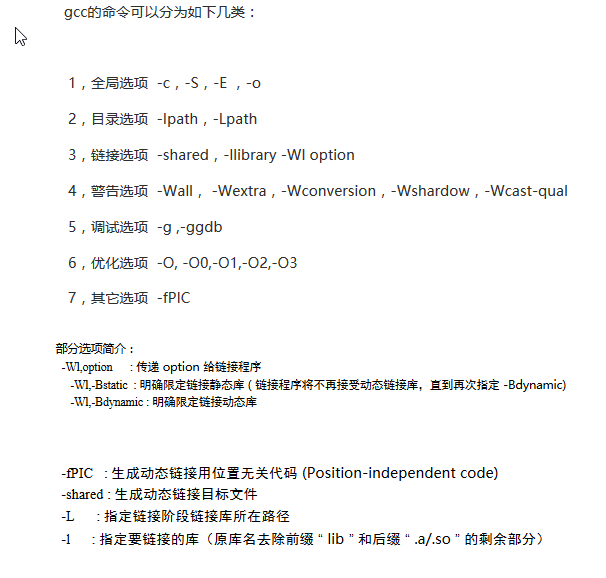 gcc的命令可以分为如下几类：
1，全局选项 -c，-S，-E ，-o
2，目录选项 -Ipath，-Lpath
3，链接选项 -shared，-llibrary -Wl option
4，警告选项 -Wall， -Wextra，-Wconversion，-Wshardow，-Wcast-qual
5，调试选项 -g ,-ggdb
6，优化选项 -O, -O0,-O1,-O2,-O3
7，其它选项 -fPIC
部分选项简介：
-Wl,option ：传递 option 给链接程序
-Wl,-Bstatic ：明确限定链接静态库 ( 链接程序将不再接受动态链接库，直到再次指定 -Bdynamic)
-Wl,-Bdynamic : 明确限定链接动态库
-fPIC ：生成动态链接用位置无关代码 (Position-independent code)
-shared : 生成动态链接目标文件
-L ：指定链接阶段链接库所在路径
-l ：指定要链接的库（原库名去除前缀 “ lib ” 和后缀 “ .a/.so ” 的剩余部分）